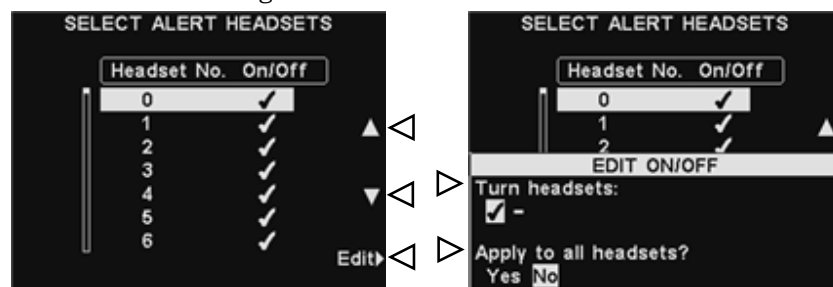 SELECT ALERT HEADSETS
Headset No. On/Off
0 ✓
1 ✓
2 ✓
3 ✓
4 ✓
5 ✓
6 ✓
Edit
SELECT ALERT HEADSETS
Headset No. On/Off
0 ✓
1 ✓
2
EDIT ON/OFF
Turn headsets:
✓ –
Apply to all headsets?
Yes No